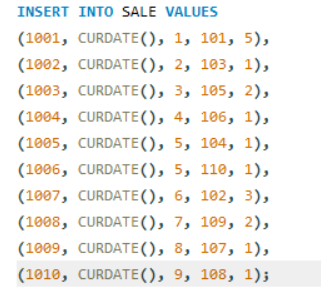 INSERT INTO SALE VALUES
(1001, CURDATE(), 1, 101, 5),
(1002, CURDATE(), 2, 103, 1),
(1003, CURDATE(), 3, 105, 2),
(1004, CURDATE(), 4, 106, 1),
(1005, CURDATE(), 5, 104, 1),
(1006, CURDATE(), 5, 110, 1),
(1007, CURDATE(), 6, 102, 3),
(1008, CURDATE(), 7, 109, 2),
(1009, CURDATE(), 8, 107, 1),
(1010, CURDATE(), 9, 108, 1);